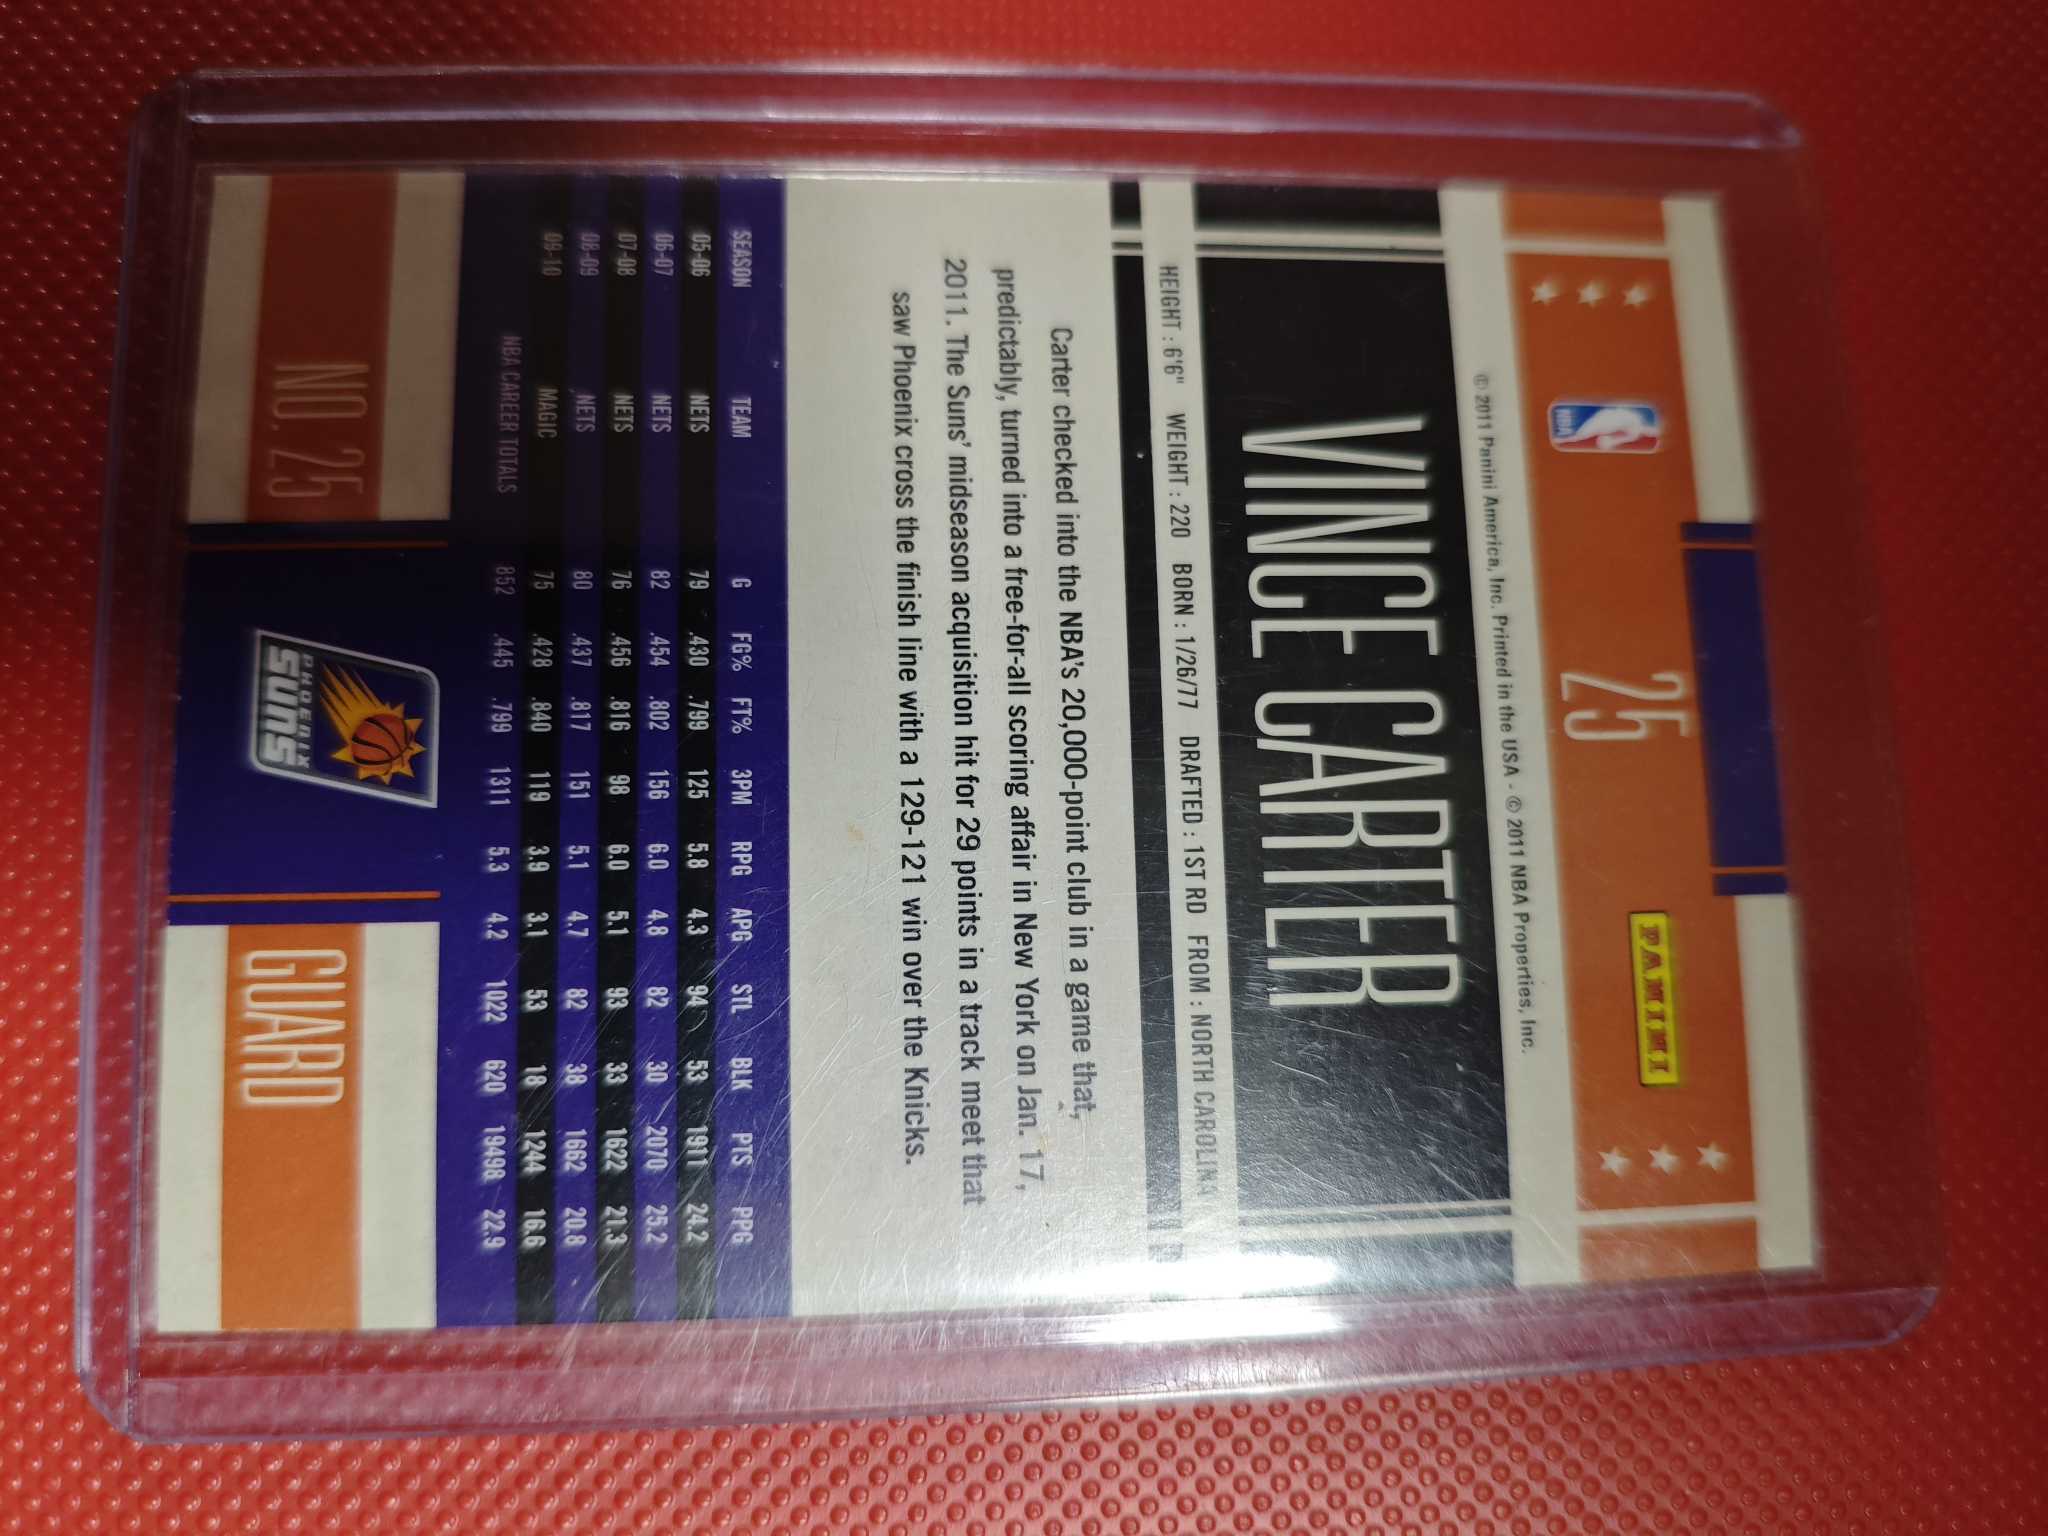 25
NBA
PANINI
© 2011 Panini America, Inc. Printed in the USA - © 2011 NBA Properties, Inc.
VINCE CARTER
HEIGHT : 6'6" WEIGHT : 220 BORN : 1/26/77 DRAFTED : 1ST RD FROM : NORTH CAROLINA
Carter checked into the NBA's 20,000-point club in a game that,
predictably, turned into a free-for-all scoring affair in New York on Jan. 17,
2011. The Suns' midseason acquisition hit for 29 points in a track meet that
saw Phoenix cross the finish line with a 129-121 win over the Knicks.
SEASON TEAM G FG% FT% 3PM RPG APG STL BLK PTS PPG
05-06 NETS 79 .430 .799 125 5.8 4.3 94 53 1911 24.2
06-07 NETS 82 .454 .802 156 6.0 4.8 82 30 2070 25.2
07-08 NETS 76 .456 .816 98 6.0 5.1 93 33 1622 21.3
08-09 NETS 80 .437 .817 151 5.1 4.7 82 38 1662 20.8
09-10 MAGIC 75 .428 .840 119 3.9 3.1 53 18 1244 16.6
NBA CAREER TOTALS 852 .445 .799 1311 5.3 4.2 1022 620 19498 22.9
NO. 25
PHOENIX
SUNS
GUARD